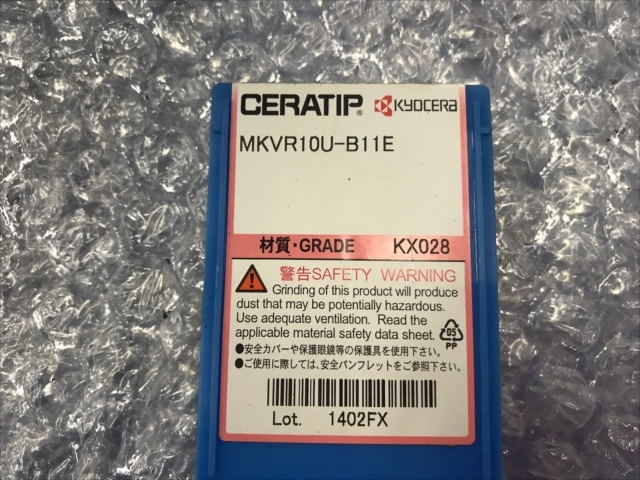 CERATIP® KYOCERA
MKVR10U-B11E
材質・GRADE KX028
警告SAFETY WARNING
Grinding of this product will produce
dust that may be potentially hazardous.
Use adequate ventilation. Read the
applicable material safety data sheet.
05
PP
●安全カバーや保護眼鏡等の保護具を使用下さい。
●ご使用に際しては、安全パンフレットをご参照下さい。
Lot. 1402FX